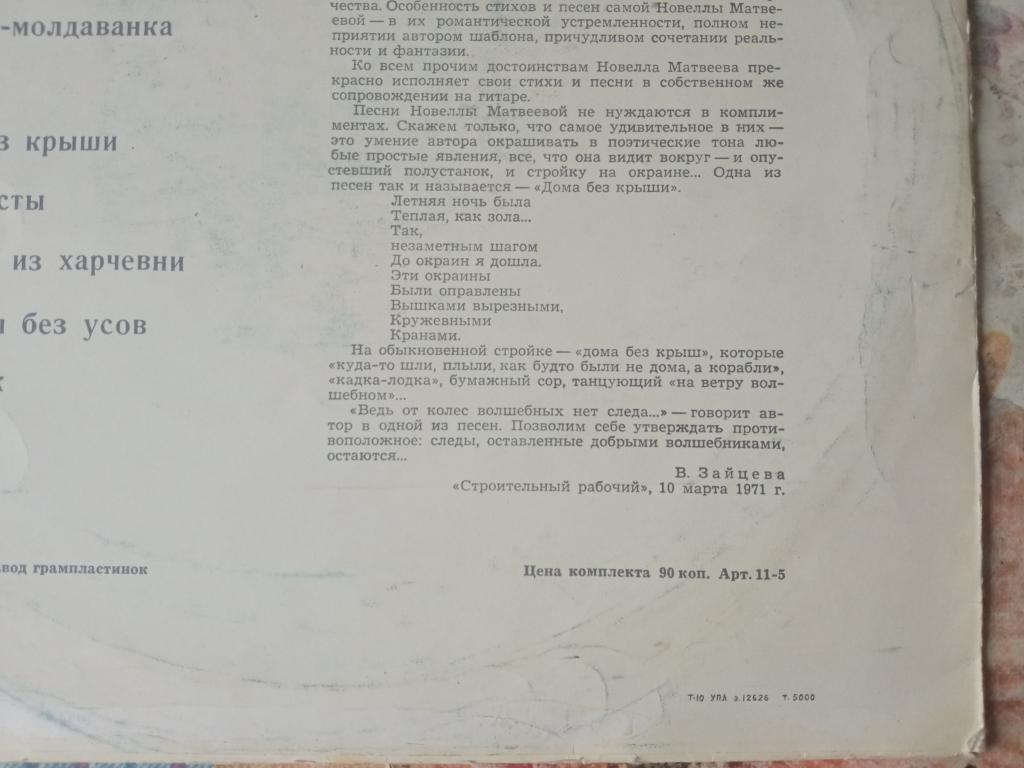 -молдаванка
крыши
сты
из харчевни
без усов
чества. Особенность стихов и песен самой Новеллы Матве-
евой — в их романтической устремленности, полном не-
приятии автором шаблона, причудливом сочетании реаль-
ности и фантазии.
Ко всем прочим достоинствам Новелла Матвеева пре-
красно исполняет свои стихи и песни в собственном же
сопровождении на гитаре.
Песни Новеллы Матвеевой не нуждаются в компли-
ментах. Скажем только, что самое удивительное в них —
это умение автора окрашивать в поэтические тона лю-
бые простые явления, все, что она видит вокруг — и опу-
стевший полустанок, и стройку на окраине... Одна из
песен так и называется — «Дома без крыши».
Летняя ночь была
Теплая, как зола...
Так,
незаметным шагом
До окраин я дошла.
Эти окраины
Были оправлены
Вышками вырезными,
Кружевными
Кранами.
На обыкновенной стройке — «дома без крыш», которые
«куда-то шли, плыли, как будто были не дома, а корабли»,
«кадка-лодка», бумажный сор, танцующий «на ветру вол-
шебном»...
«Ведь от колес волшебных нет следа...» — говорит ав-
тор в одной из песен. Позволим себе утверждать проти-
воположное: следы, оставленные добрыми волшебниками,
остаются...
В. Зайцева
«Строительный рабочий», 10 марта 1971 г.
вод грампластинок
Цена комплекта 90 коп. Арт. 11-5
Т-10 УПЛ з.12626 т. 5000